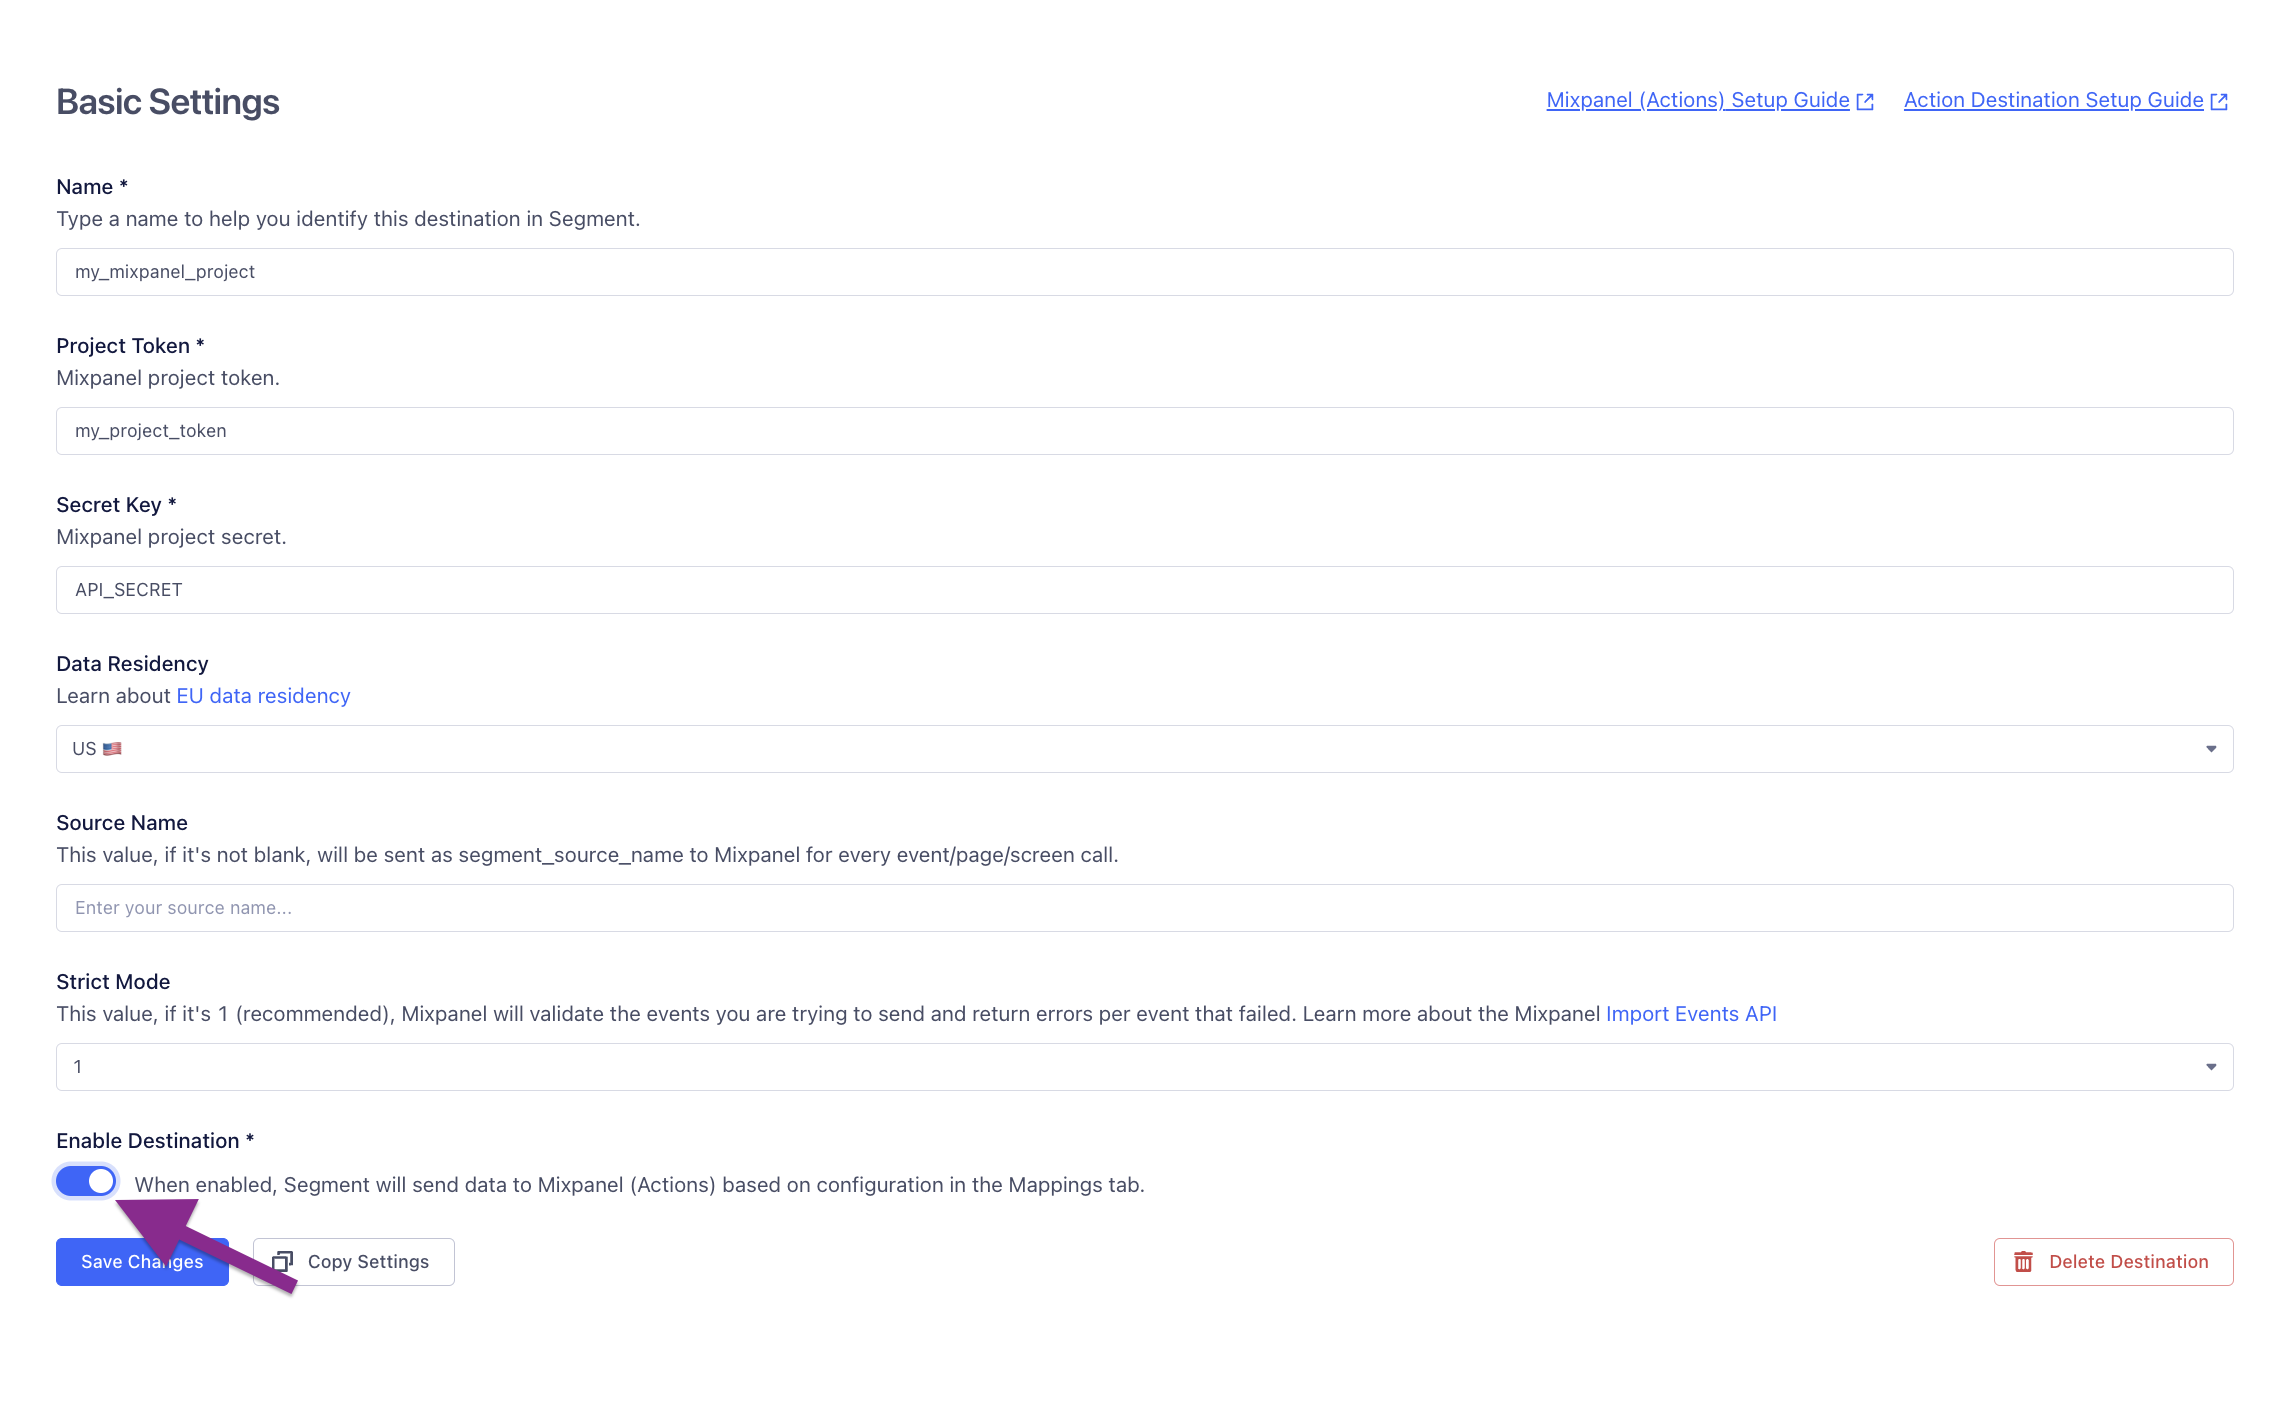 Basic Settings
Mixpanel (Actions) Setup Guide
Action Destination Setup Guide
Name *
Type a name to help you identify this destination in Segment.
my_mixpanel_project
Project Token *
Mixpanel project token.
my_project_token
Secret Key *
Mixpanel project secret.
API_SECRET
Data Residency
Learn about EU data residency
US 🇺🇸
Source Name
This value, if it's not blank, will be sent as segment_source_name to Mixpanel for every event/page/screen call.
Enter your source name...
Strict Mode
This value, if it's 1 (recommended), Mixpanel will validate the events you are trying to send and return errors per event that failed. Learn more about the Mixpanel Import Events API
1
Enable Destination *
When enabled, Segment will send data to Mixpanel (Actions) based on configuration in the Mappings tab.
Save Changes
Copy Settings
Delete Destination